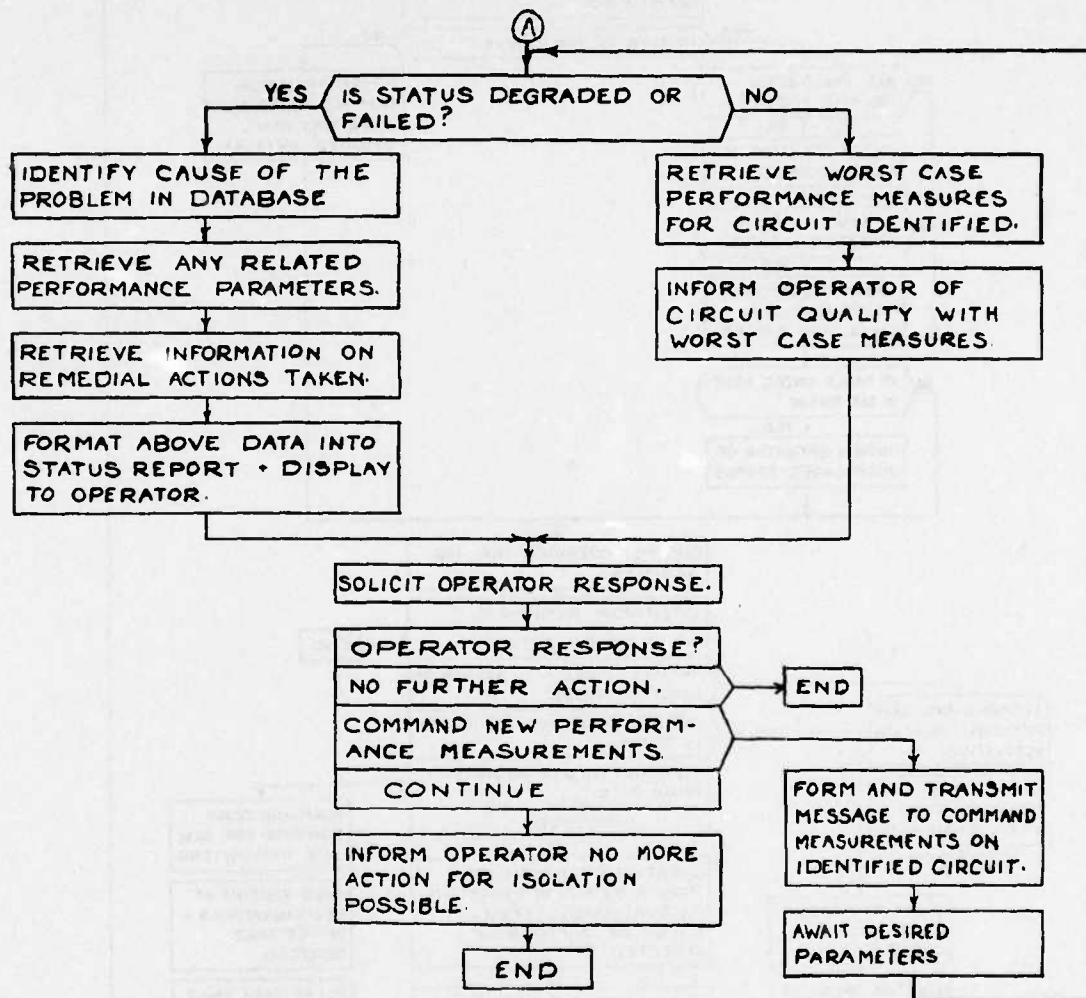 A
YES
IS STATUS DEGRADED OR
FAILED?
NO
IDENTIFY CAUSE OF THE
PROBLEM IN DATABASE
RETRIEVE ANY RELATED
PERFORMANCE PARAMETERS.
RETRIEVE INFORMATION ON
REMEDIAL ACTIONS TAKEN.
FORMAT ABOVE DATA INTO
STATUS REPORT + DISPLAY
TO OPERATOR.
RETRIEVE WORST CASE
PERFORMANCE MEASURES
FOR CIRCUIT IDENTIFIED.
INFORM OPERATOR OF
CIRCUIT QUALITY WITH
WORST CASE MEASURES.
SOLICIT OPERATOR RESPONSE.
OPERATOR RESPONSE?
NO FURTHER ACTION.
END
COMMAND NEW PERFORM-
ANCE MEASUREMENTS.
CONTINUE
INFORM OPERATOR NO MORE
ACTION FOR ISOLATION
POSSIBLE.
END
FORM AND TRANSMIT
MESSAGE TO COMMAND
MEASUREMENTS ON
IDENTIFIED CIRCUIT.
AWAIT DESIRED
PARAMETERS